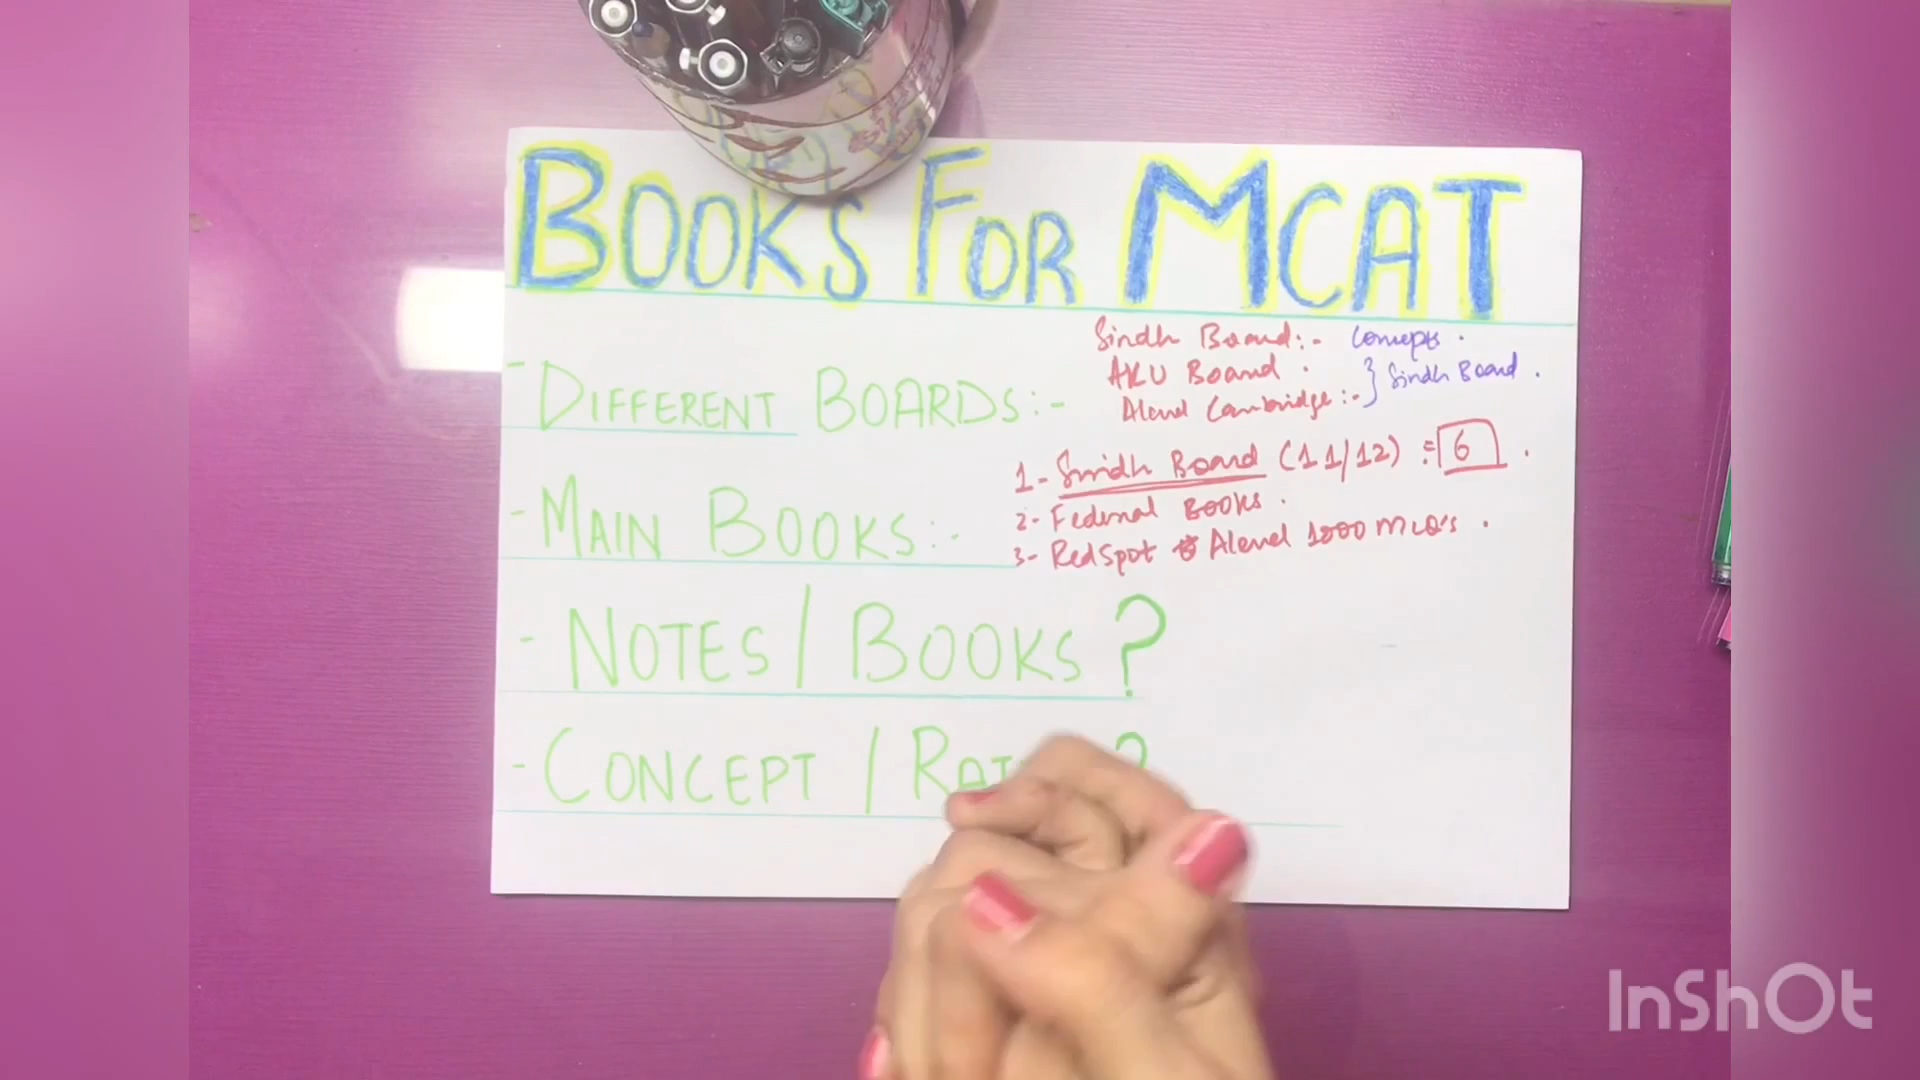 BOOKS FOR MCAT
- DIFFERENT BOARDS:-
Sindh Board:- Concepts.
AKU Board.
Alevel Cambridge:- } Sindh Board.
- MAIN BOOKS:-
1- Sindh Board (11/12) := 6.
2- Federal Books.
3- RedSpot Alevel 1000 MCQ's.
- NOTES/BOOKS?
- CONCEPT /
InShOt